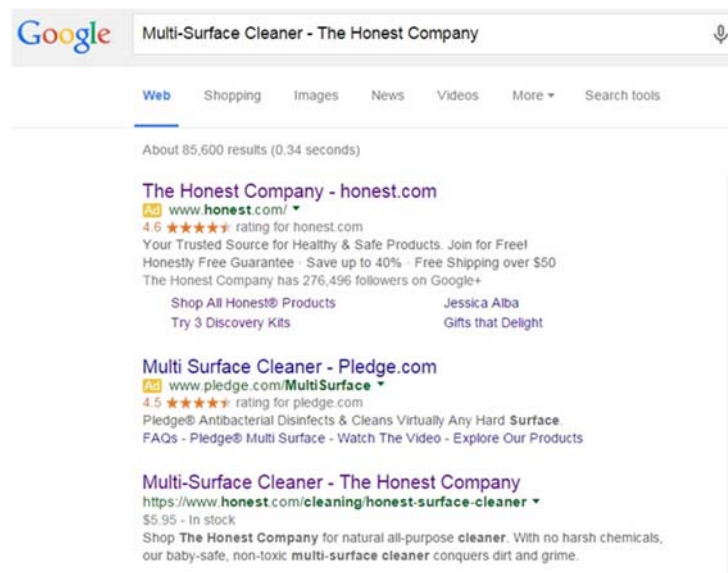 Google
Multi-Surface Cleaner - The Honest Company
Web Shopping Images News Videos More Search tools
About 85,600 results (0.34 seconds)
The Honest Company - honest.com
Ad www.honest.com/
4.6 ★★★★★ rating for honest.com
Your Trusted Source for Healthy & Safe Products. Join for Free!
Honestly Free Guarantee · Save up to 40% · Free Shipping over $50
The Honest Company has 276,496 followers on Google+
Shop All Honest® Products Jessica Alba
Try 3 Discovery Kits Gifts that Delight
Multi Surface Cleaner - Pledge.com
Ad www.pledge.com/MultiSurface
4.5 ★★★★★ rating for pledge.com
Pledge® Antibacterial Disinfects & Cleans Virtually Any Hard Surface.
FAQs - Pledge® Multi Surface - Watch The Video - Explore Our Products
Multi-Surface Cleaner - The Honest Company
https://www.honest.com/cleaning/honest-surface-cleaner
$5.95 - In stock
Shop The Honest Company for natural all-purpose cleaner. With no harsh chemicals,
our baby-safe, non-toxic multi-surface cleaner conquers dirt and grime.